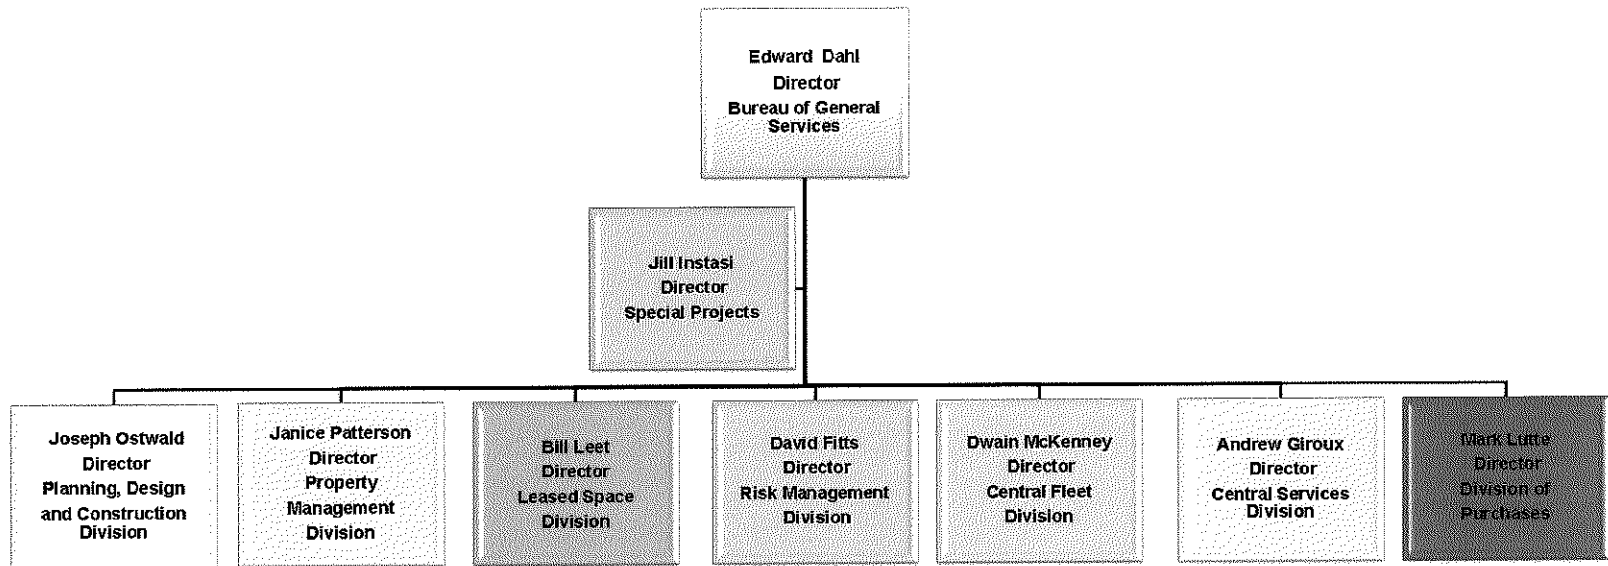 Edward Dahl
Director
Bureau of General
Services
Jill Instasi
Director
Special Projects
Joseph Ostwald
Director
Planning, Design
and Construction
Division
Janice Patterson
Director
Property
Management
Division
Bill Leet
Director
Leased Space
Division
David Fitts
Director
Risk Management
Division
Dwain McKenney
Director
Central Fleet
Division
Andrew Giroux
Director
Central Services
Division
Mark Lutte
Director
Division of
Purchases